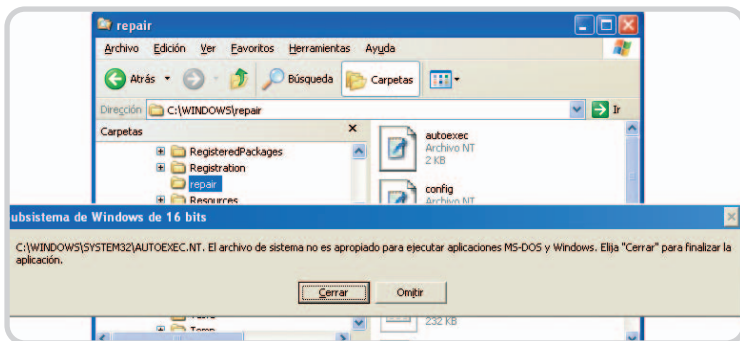 repair
Archivo Edición Ver Favoritos Herramientas Ayuda
Atrás Búsqueda Carpetas
Dirección C:\WINDOWS\repair Ir
Carpetas
RegisteredPackages
Registration
repair
Resources
autoexec
Archivo NT
2 KB
config
Archivo NT
ubsistema de Windows de 16 bits
C:\WINDOWS\SYSTEM32\AUTOEXEC.NT. El archivo de sistema no es apropiado para ejecutar aplicaciones MS-DOS y Windows. Elija "Cerrar" para finalizar la
aplicación.
Cerrar Omitir
Temp
232 KB